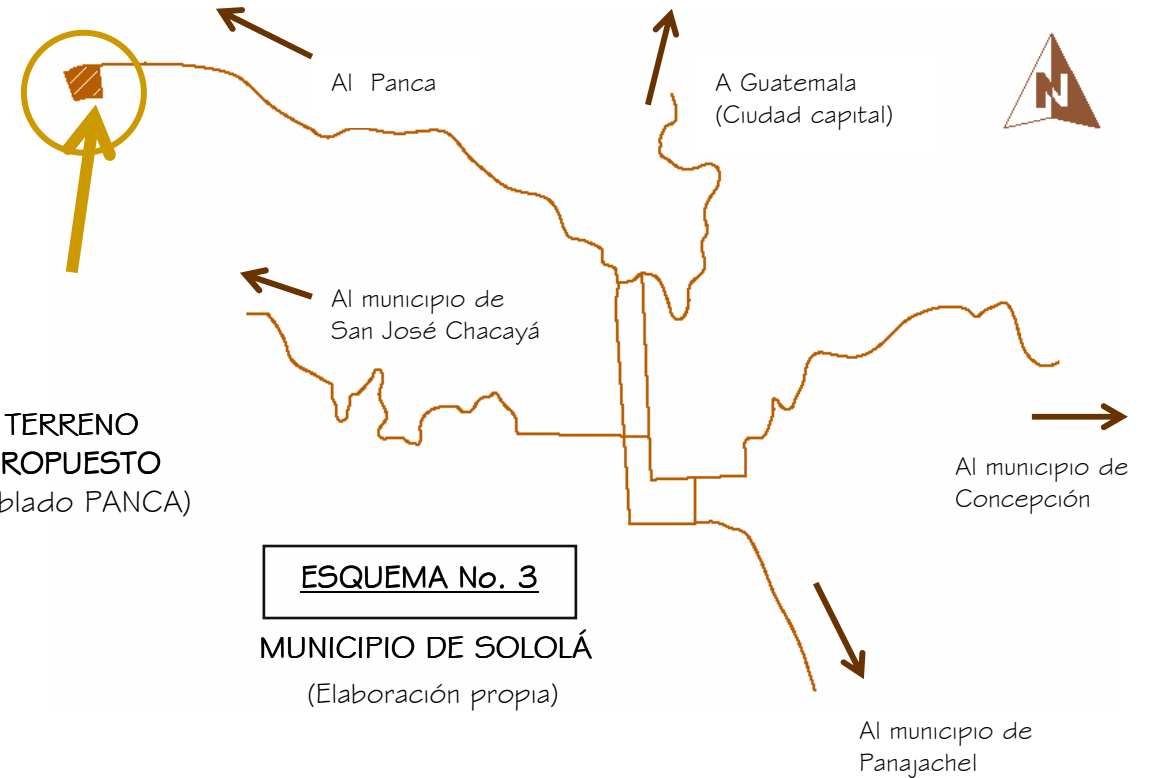 Al Panca
A Guatemala
(Ciudad capital)
N
Al municipio de
San José Chacayá
TERRENO
ROPUESTO
blado PANCA)
Al municipio de
Concepción
ESQUEMA No. 3
MUNICIPIO DE SOLOLÁ
(Elaboración propia)
Al municipio de
Panajachel